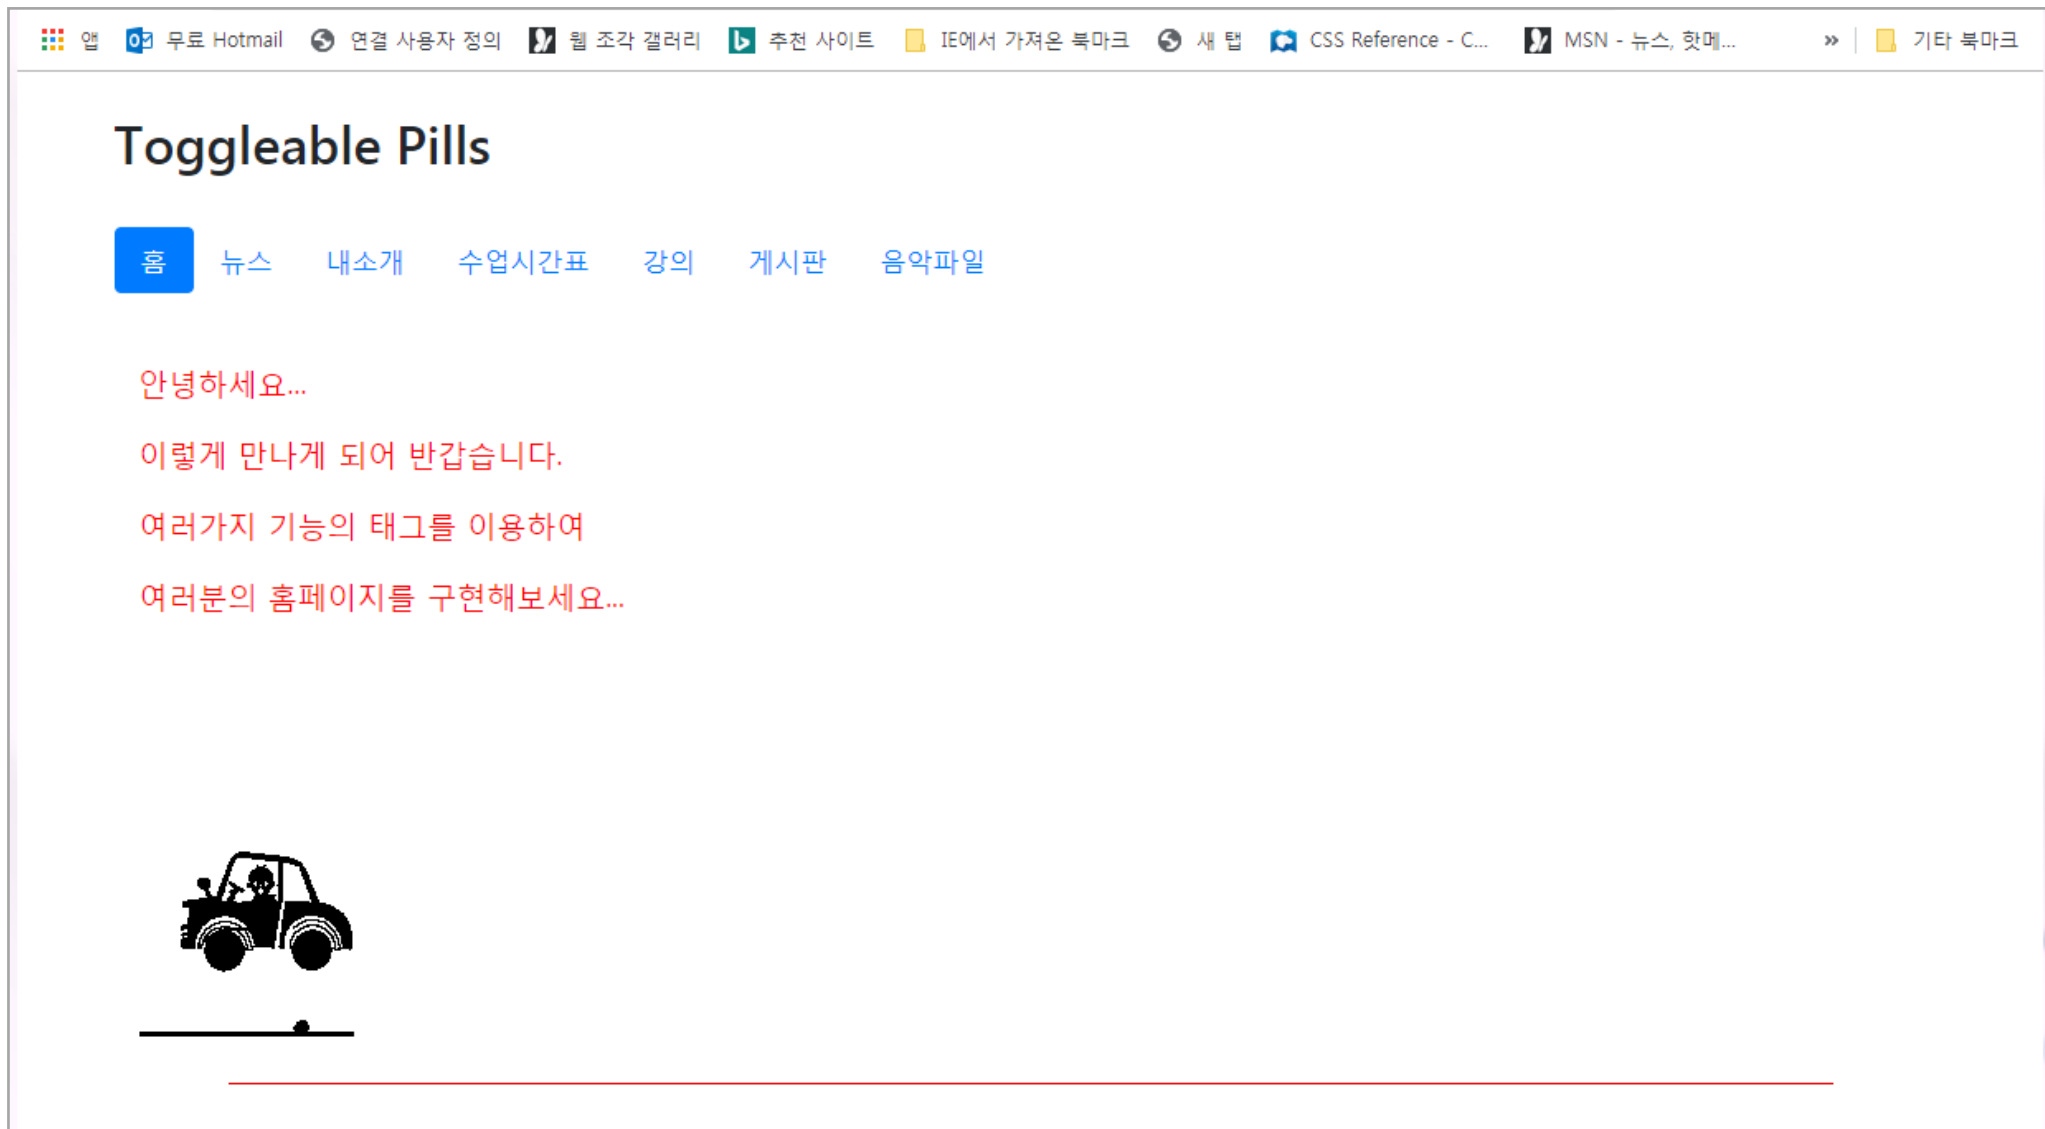 앱 무료 Hotmail 연결 사용자 정의 웹 조각 갤러리 추천 사이트 IE에서 가져온 북마크 새 탭 CSS Reference - C... MSN - 뉴스, 핫메... » 기타 북마크
Toggleable Pills
홈 뉴스 내소개 수업시간표 강의 게시판 음악파일
안녕하세요...
이렇게 만나게 되어 반갑습니다.
여러가지 기능의 태그를 이용하여
여러분의 홈페이지를 구현해보세요...